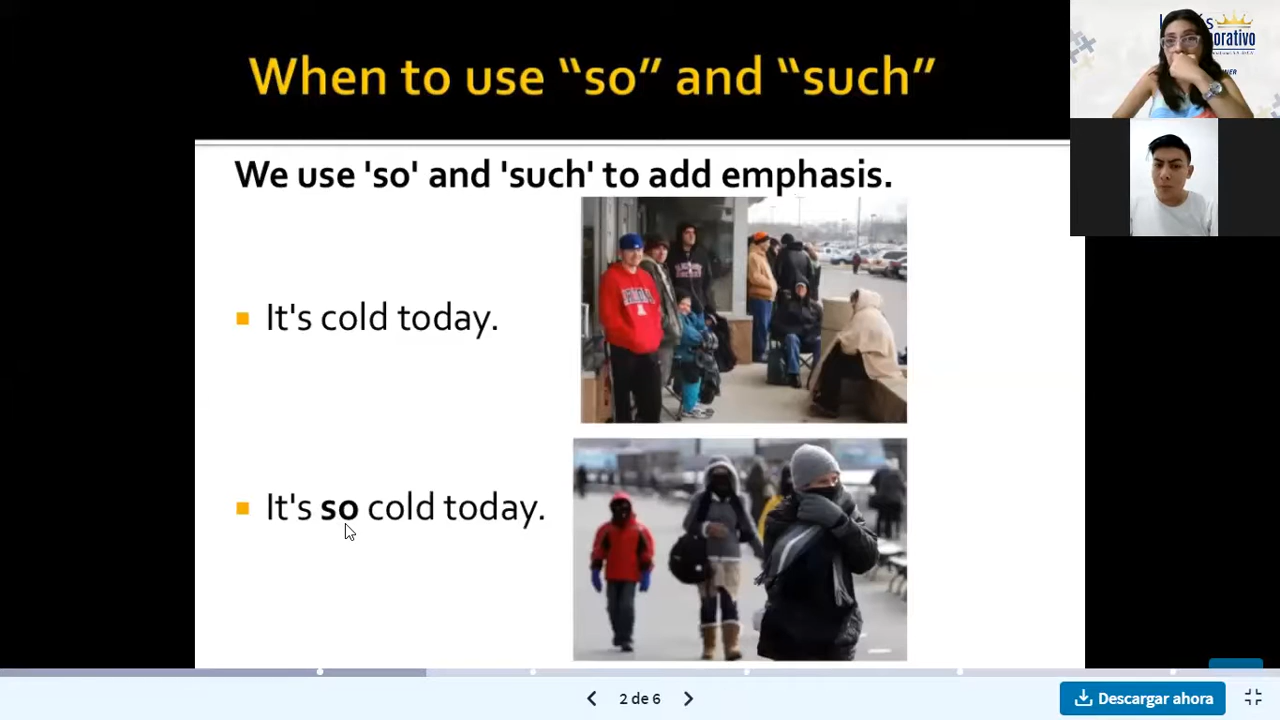 When to use “so” and “such”
We use 'so' and 'such' to add emphasis.
It's cold today.
It's so cold today.
2 de 6
Descargar ahora